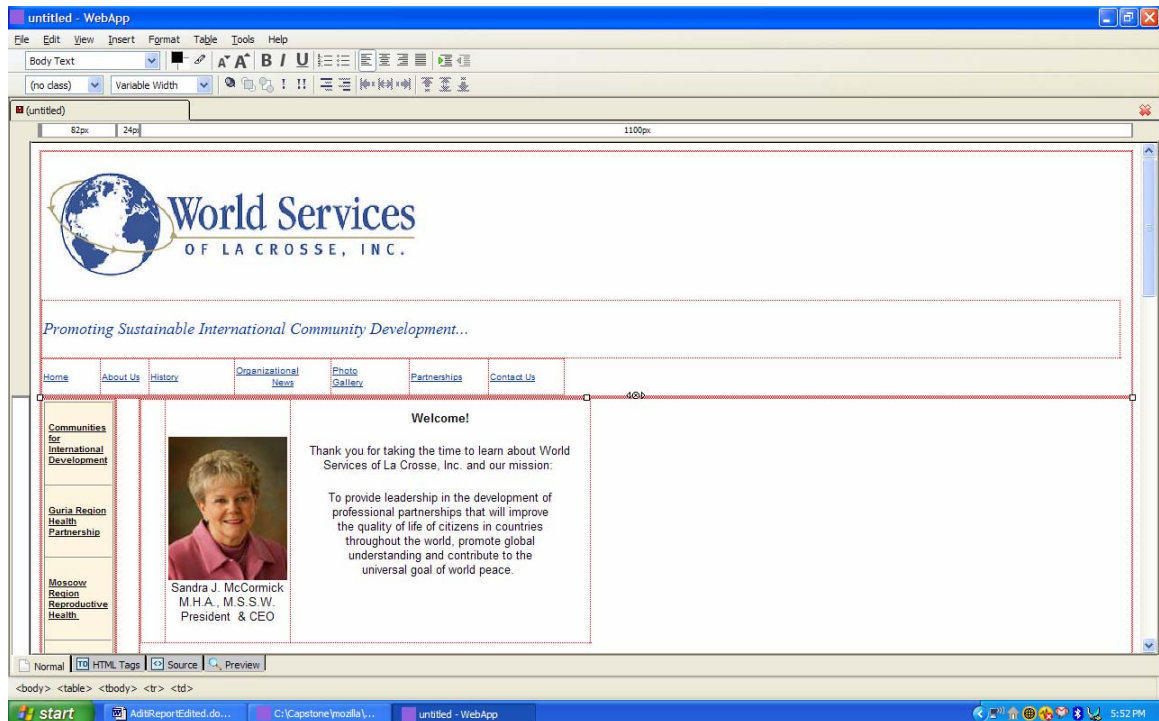 untitled - WebApp
File Edit View Insert Format Table Tools Help
Body Text
A A B I U
(no class) Variable Width ! !!
(untitled)
82px 24px 1100px
World Services
OF LA CROSSE, INC.
Promoting Sustainable International Community Development...
Home About Us History Organizational News Photo Gallery Partnerships Contact Us
Communities
for
International
Development
Guria Region
Health
Partnership
Moscow
Region
Reproductive
Health
Sandra J. McCormick
M.H.A., M.S.S.W.
President & CEO
Welcome!
Thank you for taking the time to learn about World
Services of La Crosse, Inc. and our mission:
To provide leadership in the development of
professional partnerships that will improve
the quality of life of citizens in countries
throughout the world, promote global
understanding and contribute to the
universal goal of world peace.
Normal TD HTML Tags Source Preview
<body> <table> <tbody> <tr> <td>
start AditiReportEdited.do... C:\Capstone\mozilla\... untitled - WebApp 5:52 PM